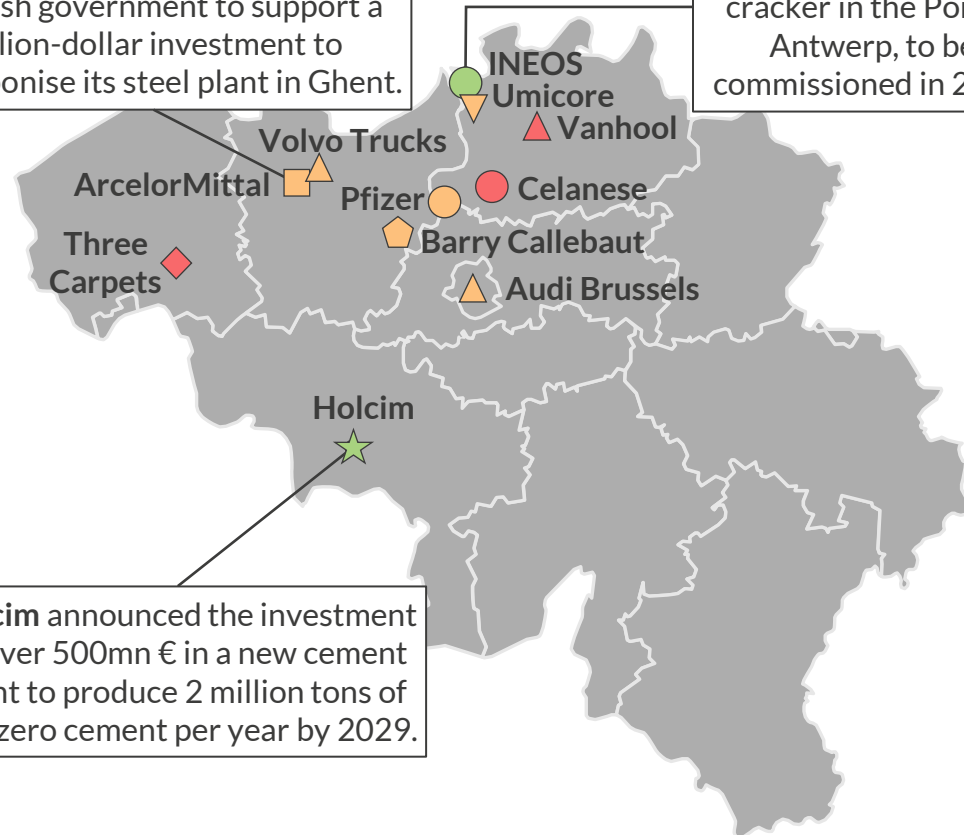 sh government to support a
lion-dollar investment to
onise its steel plant in Ghent.
cracker in the Por
Antwerp, to be
commissioned in 2
INEOS
Umicore
Vanhool
Volvo Trucks
ArcelorMittal
Pfizer
Celanese
Three
Carpets
Barry Callebaut
Audi Brussels
Holcim
cim announced the investment
ver 500mn € in a new cement
nt to produce 2 million tons of
zero cement per year by 2029.